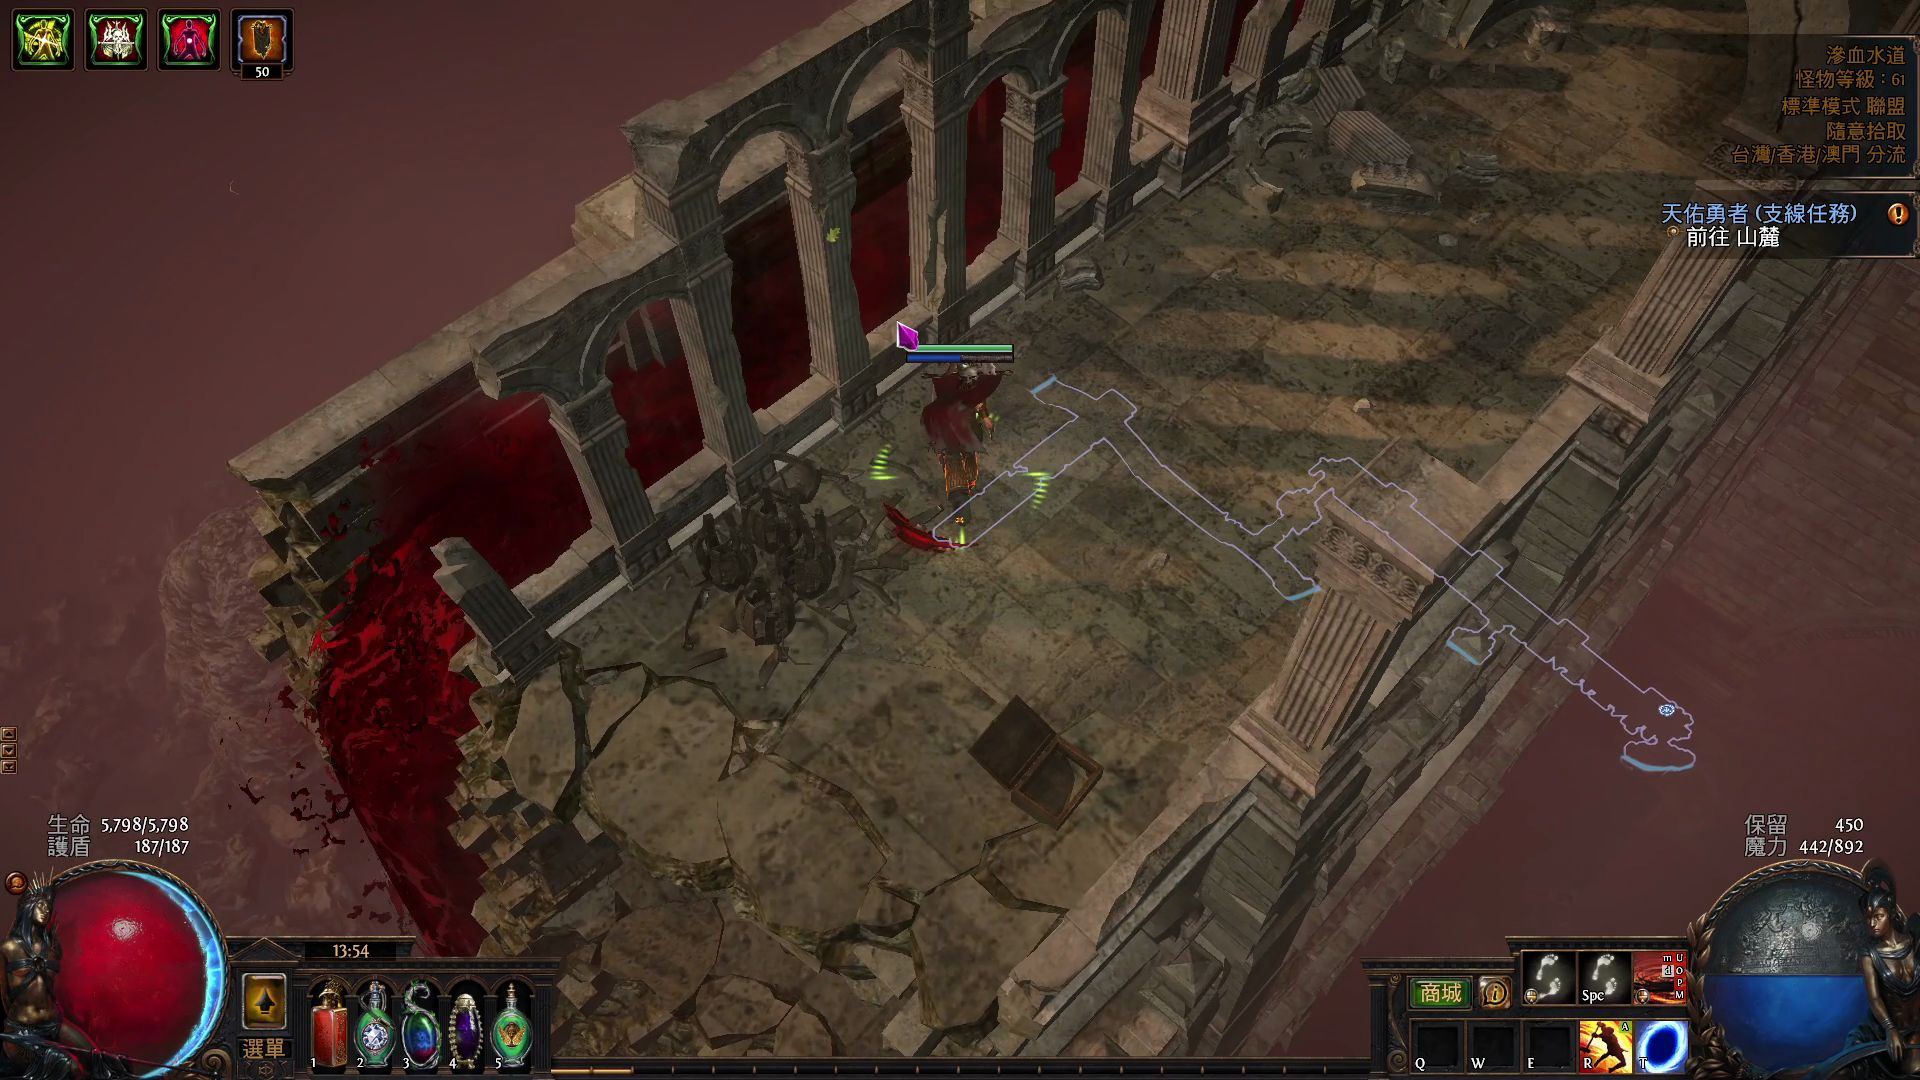 50
滲血水道
怪物等級：61
標準模式 聯盟
隨意拾取
台灣/香港/澳門 分流
天佑勇者 (支線任務)
前往 山麓
生命 5,798/5,798
護盾 187/187
保留 450
魔力 442/892
13:54
選單
1 2 3 4 5
商城
Spc
m U
d O
P
M
A
Q W E R T